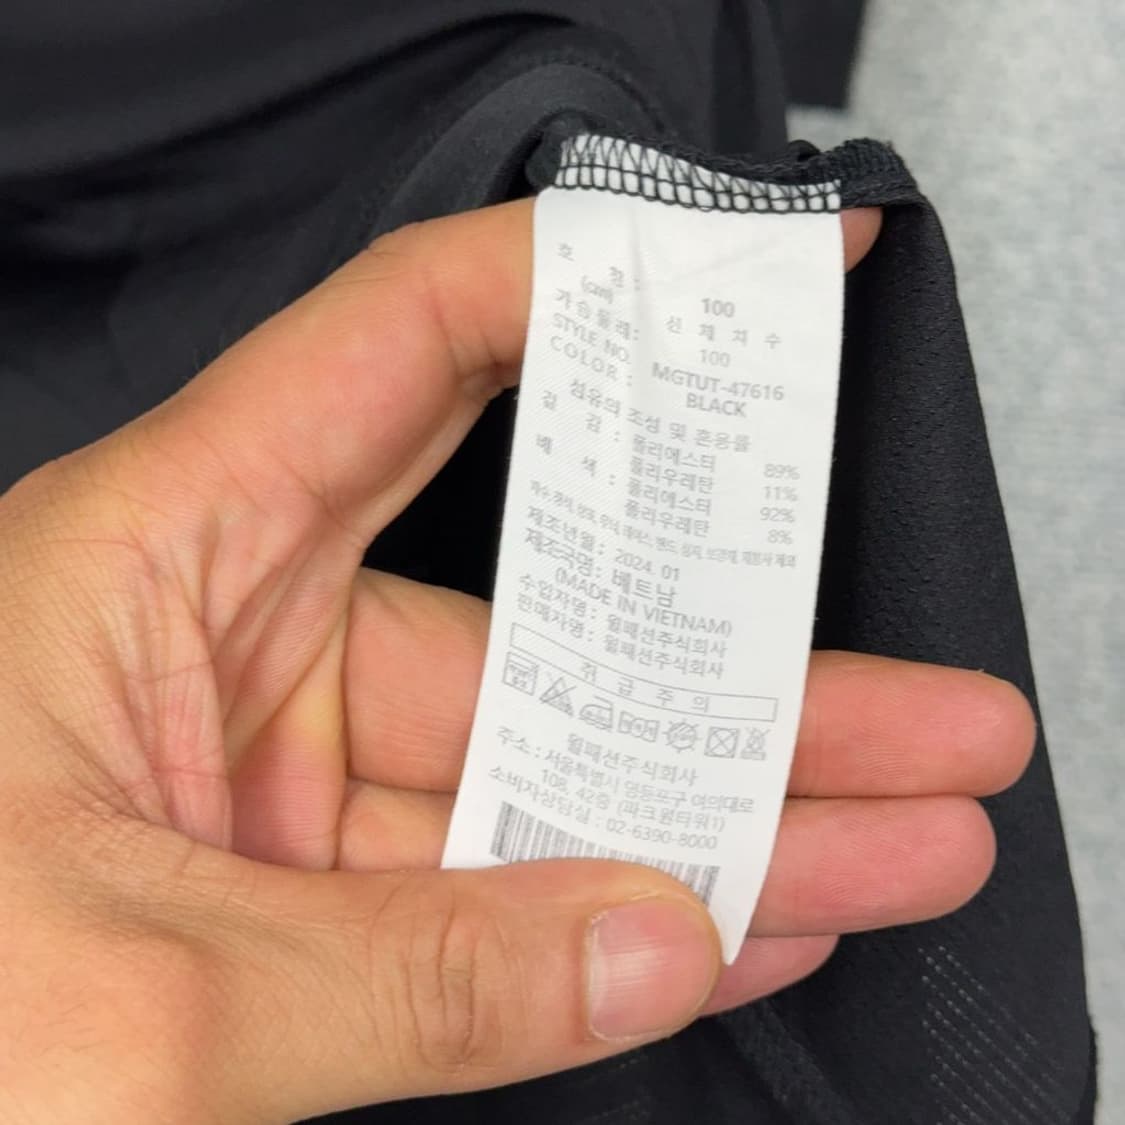 호 칭 : 100
(cm) 신 체 치 수
가슴둘레: 100
STYLE NO. MGTUT-47616
COLOR : BLACK
섬유의 조성 및 혼용률
겉 감 : 폴리에스터 89%
폴리우레탄 11%
배 색 : 폴리에스터 92%
폴리우레탄 8%
제외
제조년월: 2024. 01
제조국명: 베트남
(MADE IN VIETNAM)
수입자명: 월패션주식회사
판매자명: 월패션주식회사
취 급 주 의
월패션주식회사
주소:서울특별시 영등포구 여의대로
108, 42층 (파크원타워1)
소비자상담실 : 02-6390-8000